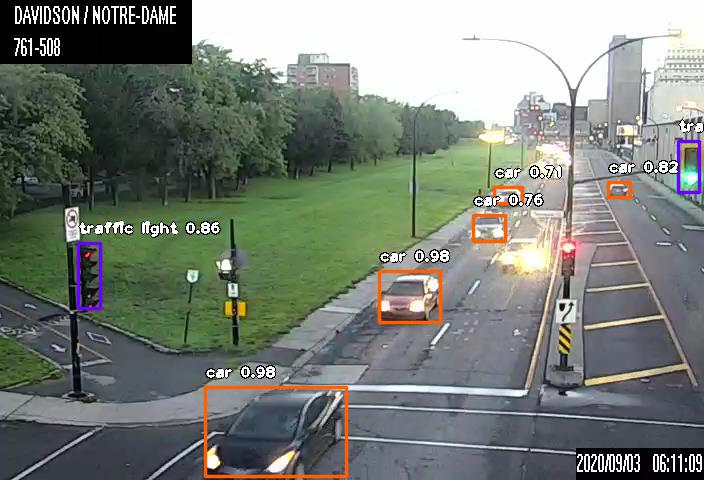 DAVIDSON / NOTRE-DAME
761-508
tra
car 0.71
car 0.82
car 0.76
traffic light 0.86
car 0.98
car 0.98
2020/09/03 06:11:09